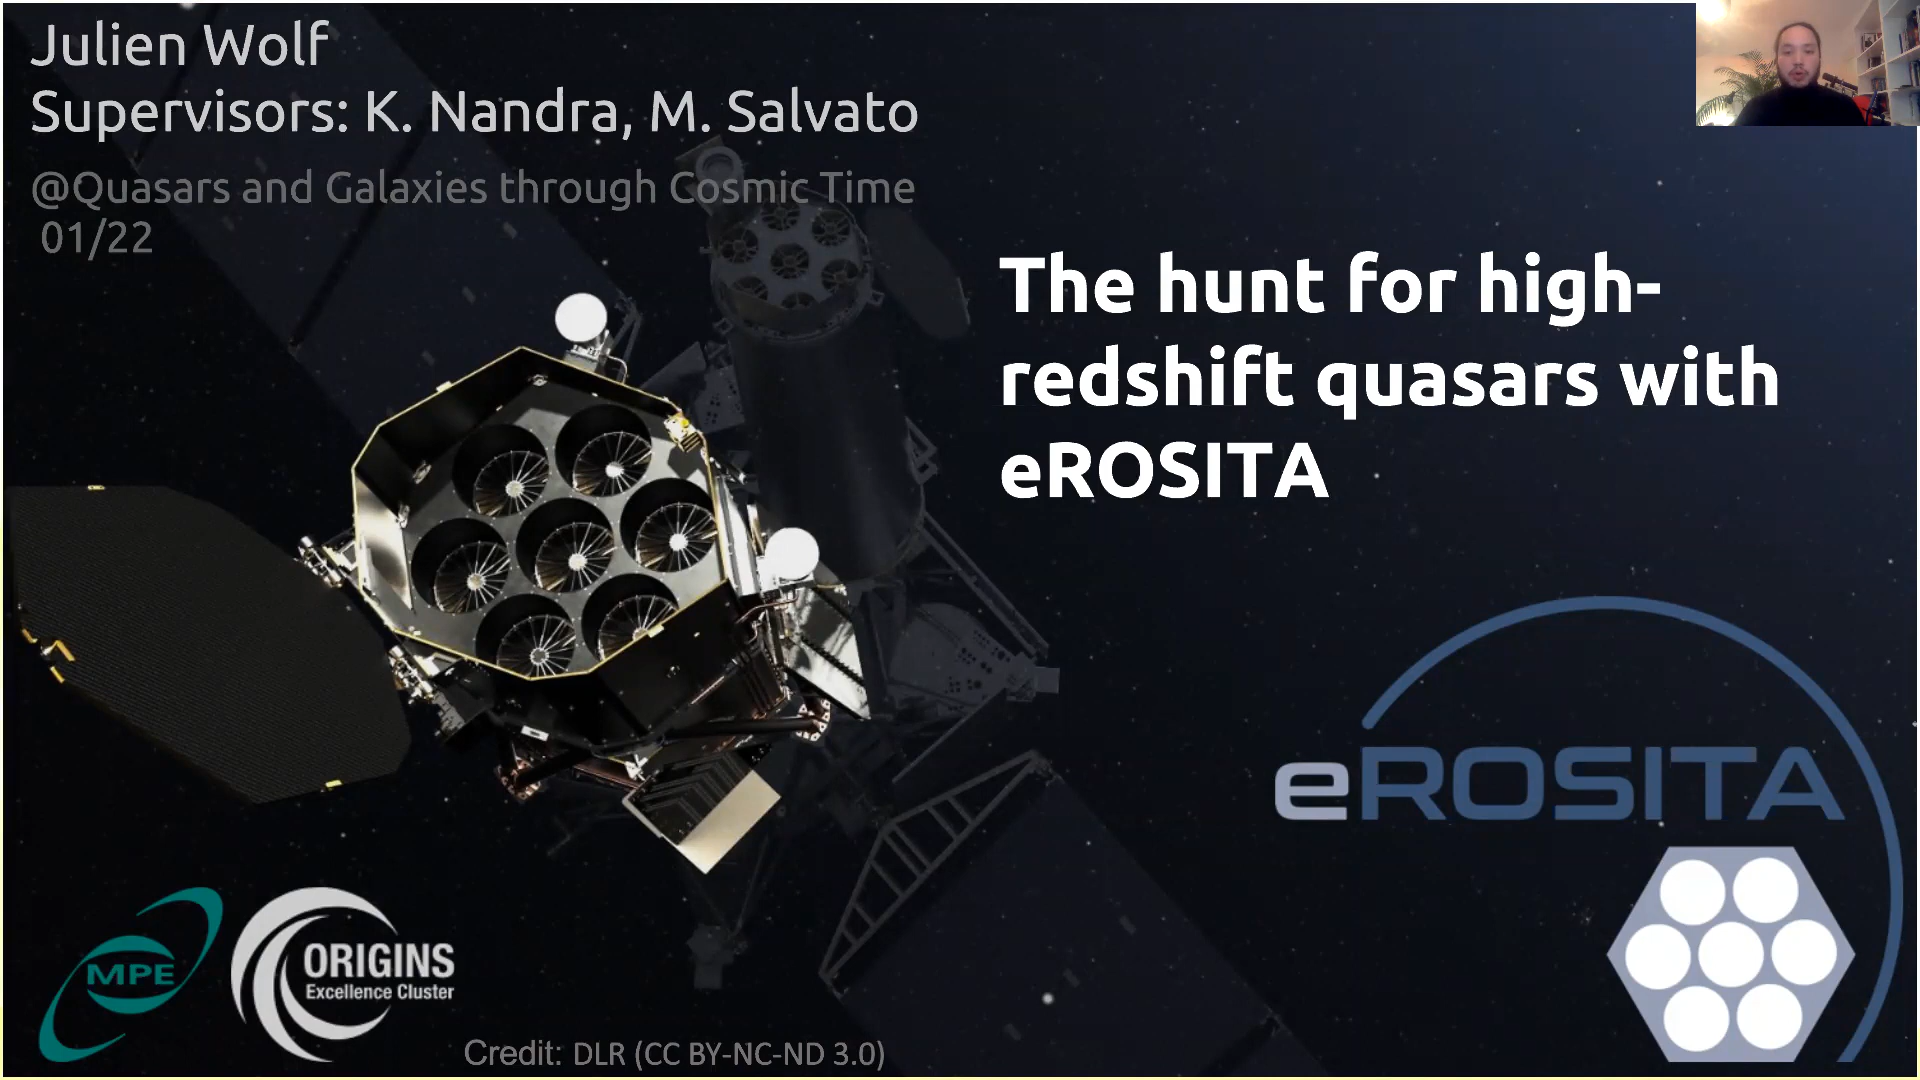 Julien Wolf
Supervisors: K. Nandra, M. Salvato
@Quasars and Galaxies through Cosmic Time
01/22
The hunt for high-
redshift quasars with
eROSITA
eROSITA
MPE
ORIGINS
Excellence Cluster
Credit: DLR (CC BY-NC-ND 3.0)